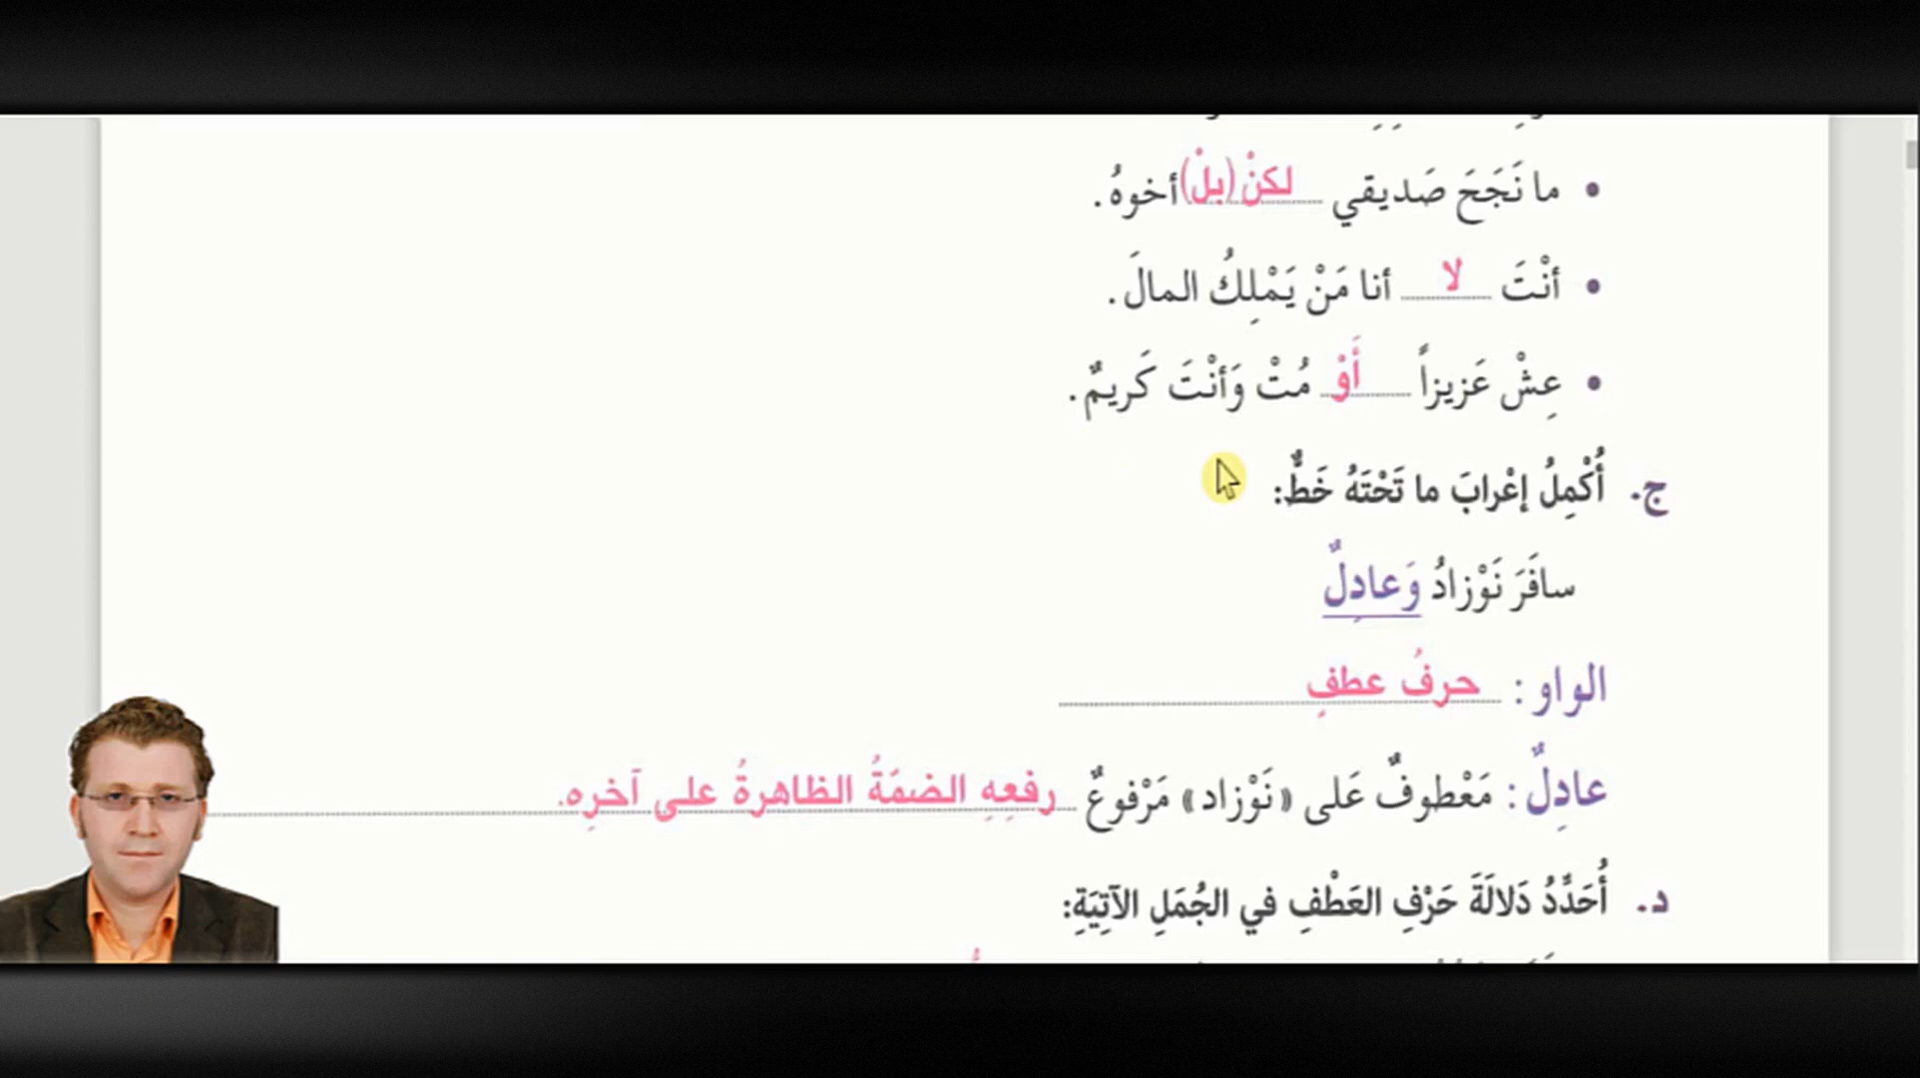 ما نَجَحَ صَديقي لكنْ (بلْ) أخوهُ.
أنْتَ لا أنا مَنْ يَمْلِكُ المالَ.
عِشْ عَزيزاً أَوْ مُتْ وَأنْتَ كَريمٌ.
ج. أُكْمِلُ إعْرابَ ما تَحْتَهُ خَطٌّ:
سافَرَ نَوْزادُ وَعادِلٌ
الواو: حرفُ عطفٍ
عادِلٌ: مَعْطوفٌ عَلى «نَوْزاد» مَرْفوعٌ رفعِهِ الضمَةُ الظاهرةُ على آخرِه.
د. أُحَدِّدُ دَلالَةَ حَرْفِ العَطْفِ في الجُمَلِ الآتِيَةِ: